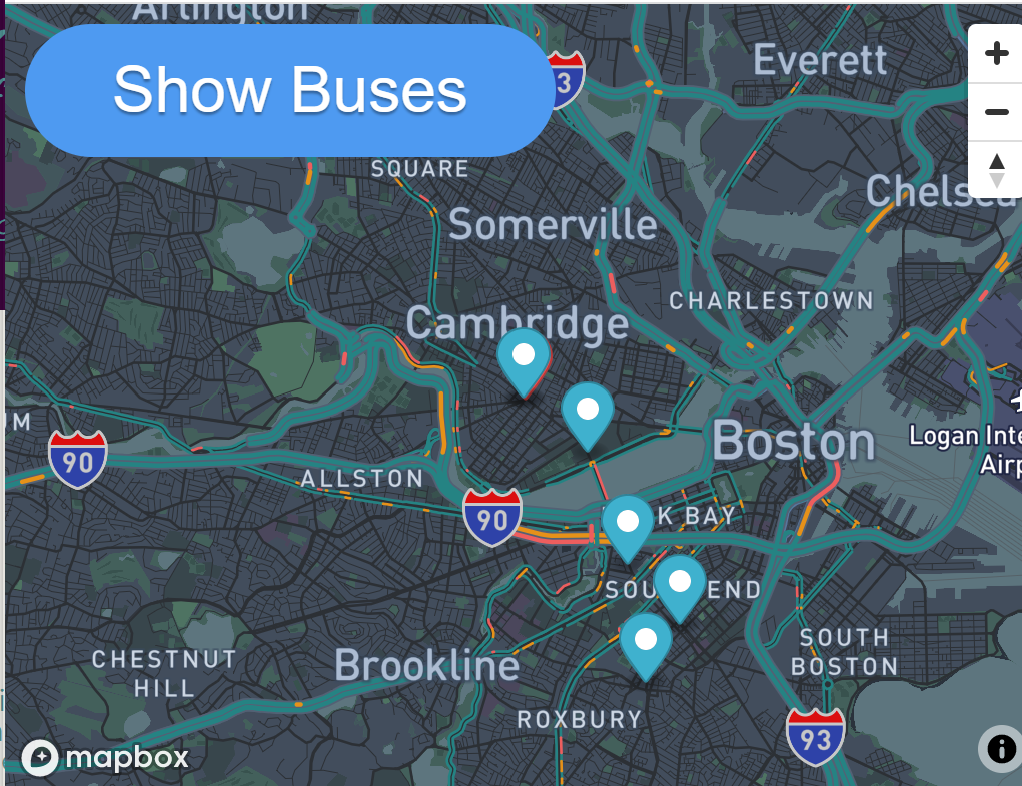 Arlington
Show Buses
3
Everett
SQUARE
Chelsea
Somerville
CHARLESTOWN
Cambridge
UM
Boston
Logan Inte
Airp
90
ALLSTON
90
K BAY
SOU END
SOUTH
BOSTON
CHESTNUT
HILL
Brookline
ROXBURY
93
mapbox